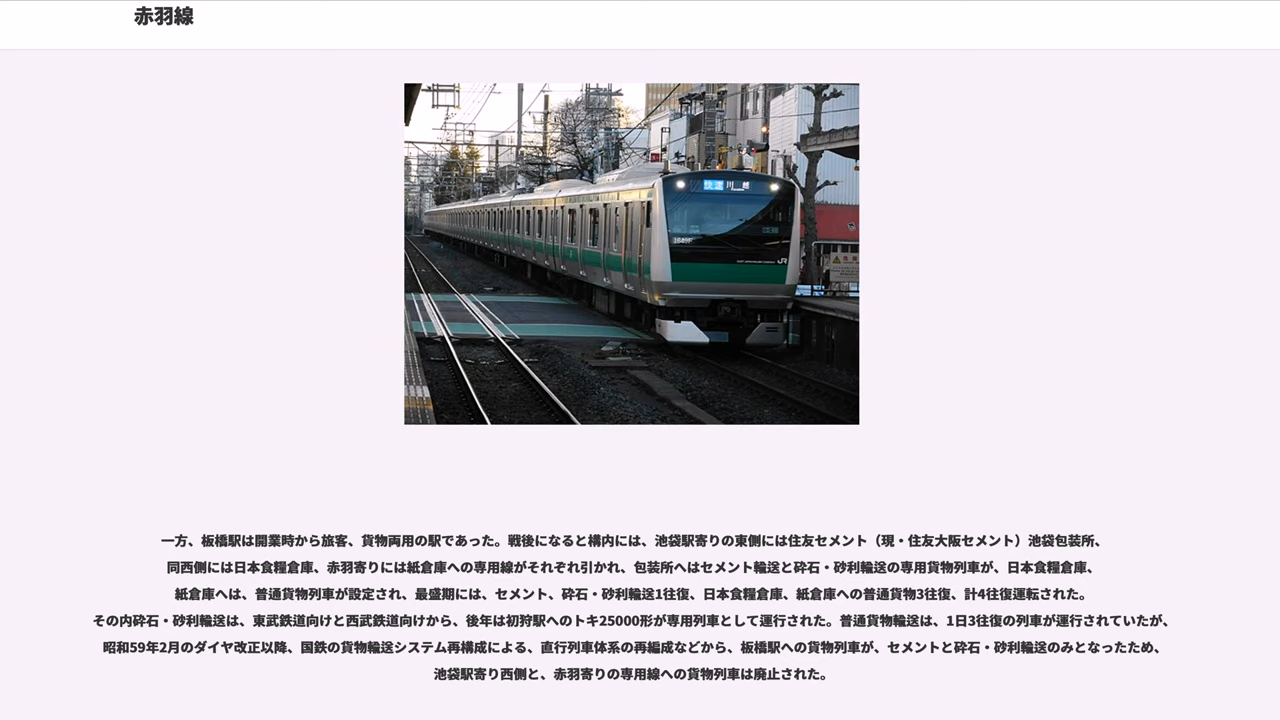 赤羽線
快速 川越
JR
一方、板橋駅は開業時から旅客、貨物両用の駅であった。戦後になると構内には、池袋駅寄りの東側には住友セメント（現・住友大阪セメント）池袋包装所、
同西側には日本食糧倉庫、赤羽寄りには紙倉庫への専用線がそれぞれ引かれ、包装所へはセメント輸送と砕石・砂利輸送の専用貨物列車が、日本食糧倉庫、
紙倉庫へは、普通貨物列車が設定され、最盛期には、セメント、砕石・砂利輸送1往復、日本食糧倉庫、紙倉庫への普通貨物3往復、計4往復運転された。
その内砕石・砂利輸送は、東武鉄道向けと西武鉄道向けから、後年は初狩駅へのトキ25000形が専用列車として運行された。普通貨物輸送は、1日3往復の列車が運行されていたが、
昭和59年2月のダイヤ改正以降、国鉄の貨物輸送システム再構成による、直行列車体系の再編成などから、板橋駅への貨物列車が、セメントと砕石・砂利輸送のみとなったため、
池袋駅寄り西側と、赤羽寄りの専用線への貨物列車は廃止された。